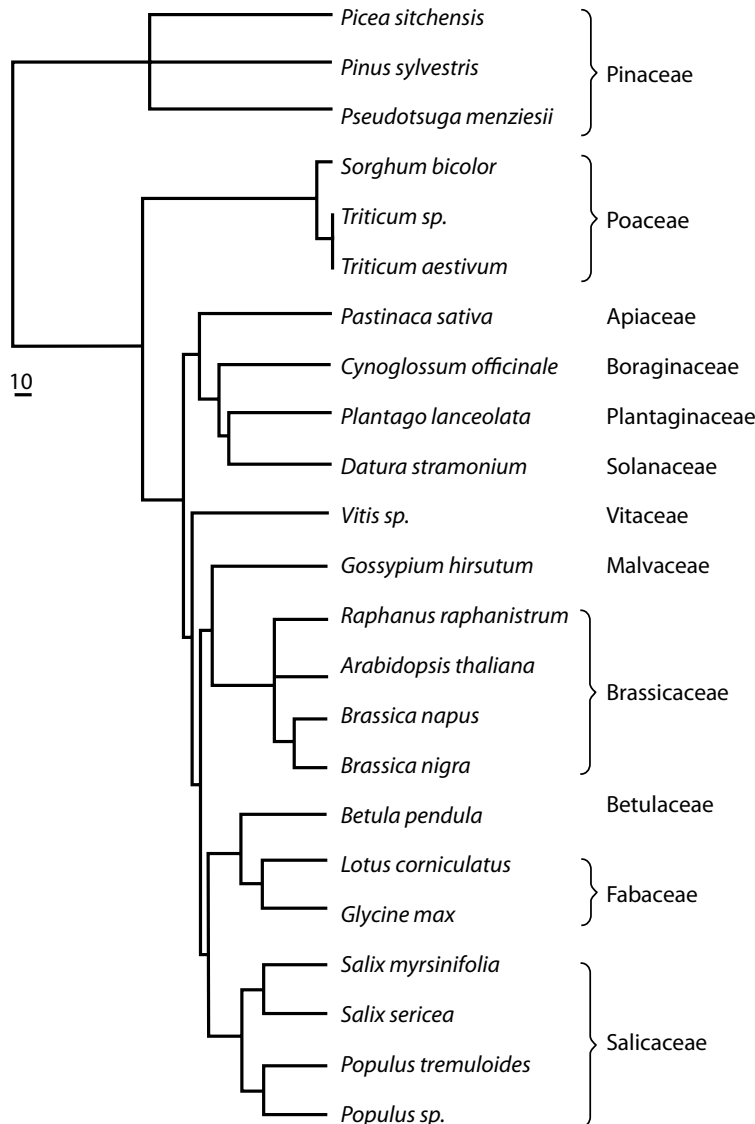 Picea sitchensis
Pinus sylvestris
Pinaceae
Pseudotsuga menziesii
Sorghum bicolor
Triticum sp.
Poaceae
Triticum aestivum
Pastinaca sativa Apiaceae
Cynoglossum officinale Boraginaceae
10
Plantago lanceolata Plantaginaceae
Datura stramonium Solanaceae
Vitis sp. Vitaceae
Gossypium hirsutum Malvaceae
Raphanus raphanistrum
Arabidopsis thaliana
Brassicaceae
Brassica napus
Brassica nigra
Betulaceae
Betula pendula
Lotus corniculatus
Fabaceae
Glycine max
Salix myrsinifolia
Salix sericea
Salicaceae
Populus tremuloides
Populus sp.